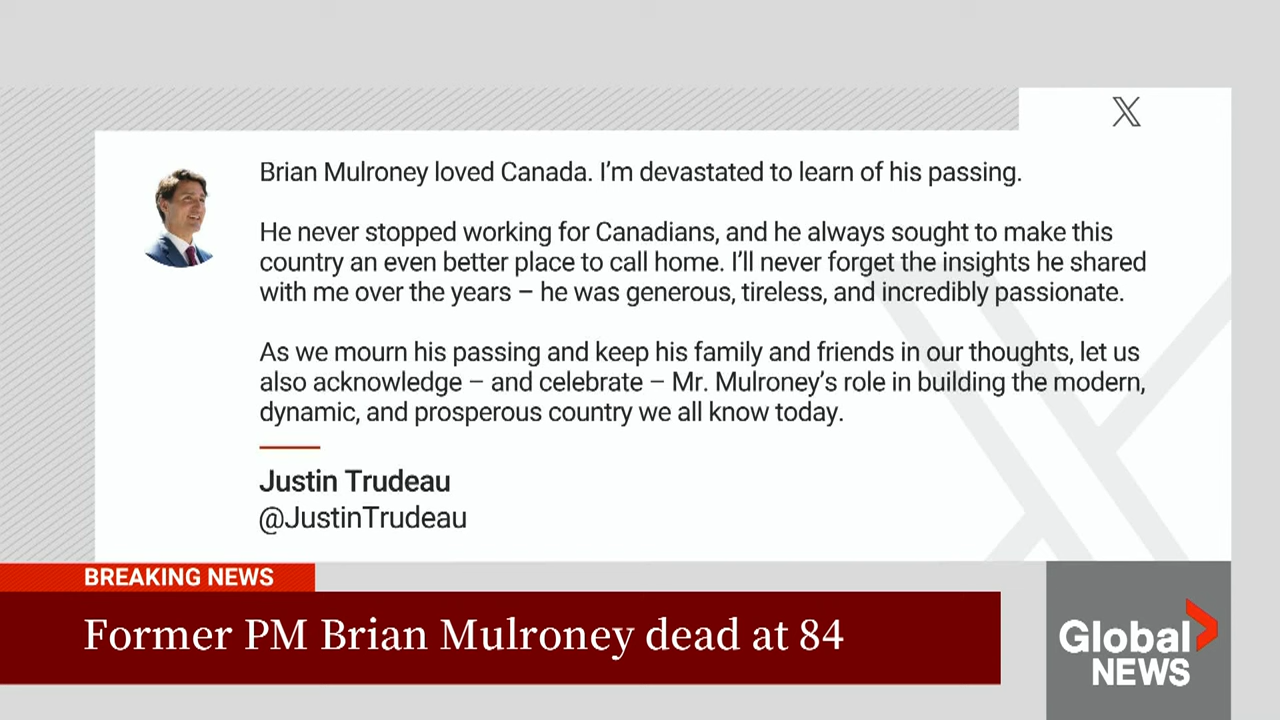 Brian Mulroney loved Canada. I’m devastated to learn of his passing.
He never stopped working for Canadians, and he always sought to make this
country an even better place to call home. I’ll never forget the insights he shared
with me over the years – he was generous, tireless, and incredibly passionate.
As we mourn his passing and keep his family and friends in our thoughts, let us
also acknowledge – and celebrate – Mr. Mulroney’s role in building the modern,
dynamic, and prosperous country we all know today.
Justin Trudeau
@JustinTrudeau
BREAKING NEWS
Former PM Brian Mulroney dead at 84
Global
NEWS